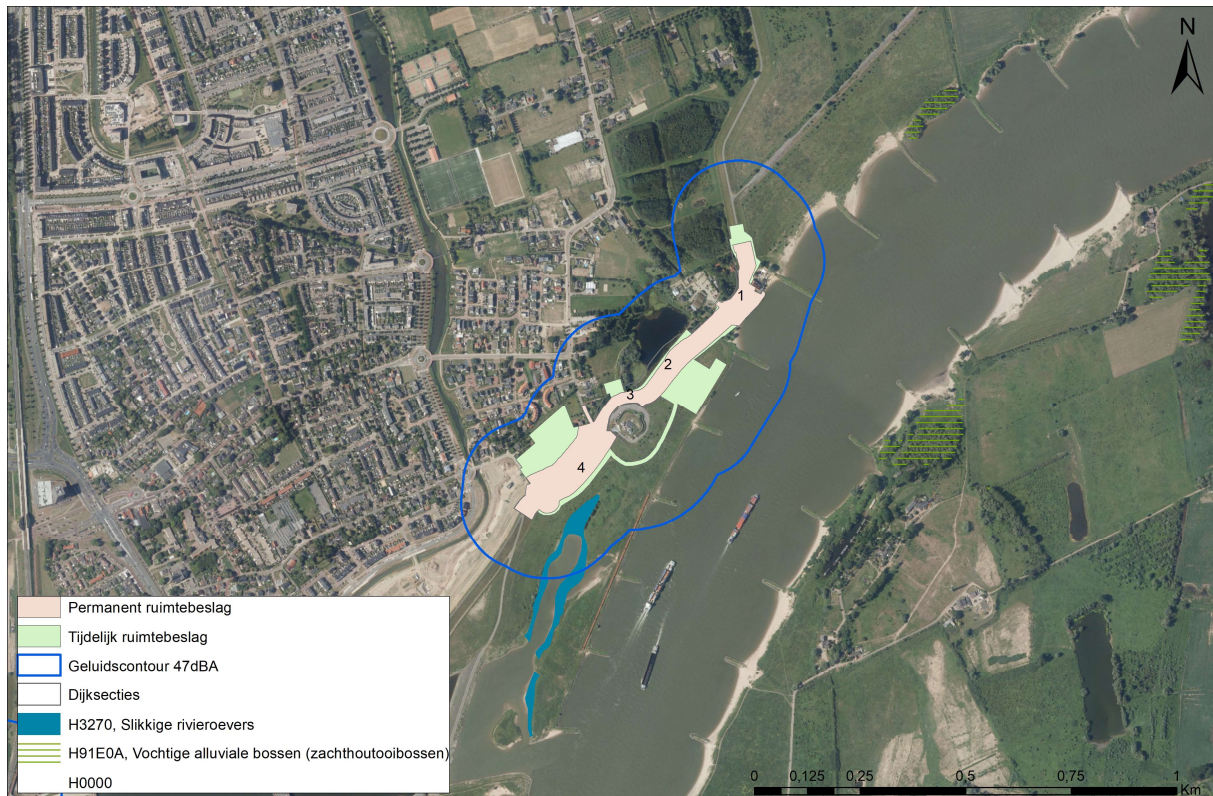 N
1
2
3
4
Permanent ruimtebeslag
Tijdelijk ruimtebeslag
Geluidscontour 47dBA
Dijksecties
H3270, Slikkige rivieroevers
H91E0A, Vochtige alluviale bossen (zachthoutooibossen)
H0000
0 0,125 0,25 0,5 0,75 1
Km